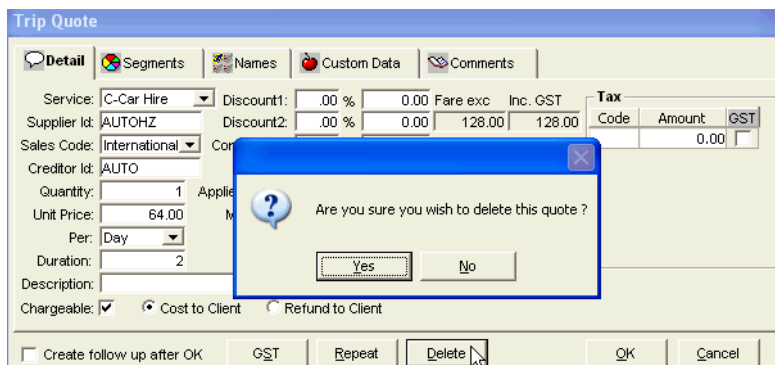 Trip Quote
Detail Segments Names Custom Data Comments
Service: C-Car Hire Discount1: .00 % 0.00 Fare exc Inc. GST Tax
Supplier Id: AUTOHZ Discount2: .00 % 0.00 128.00 128.00 Code Amount GST
Sales Code: International 0.00
Creditor Id: AUTO
Quantity: 1
Unit Price: 64.00 Are you sure you wish to delete this quote ?
Per: Day
Duration: 2 Yes No
Description:
Chargeable: Cost to Client Refund to Client
Create follow up after OK GST Repeat Delete OK Cancel